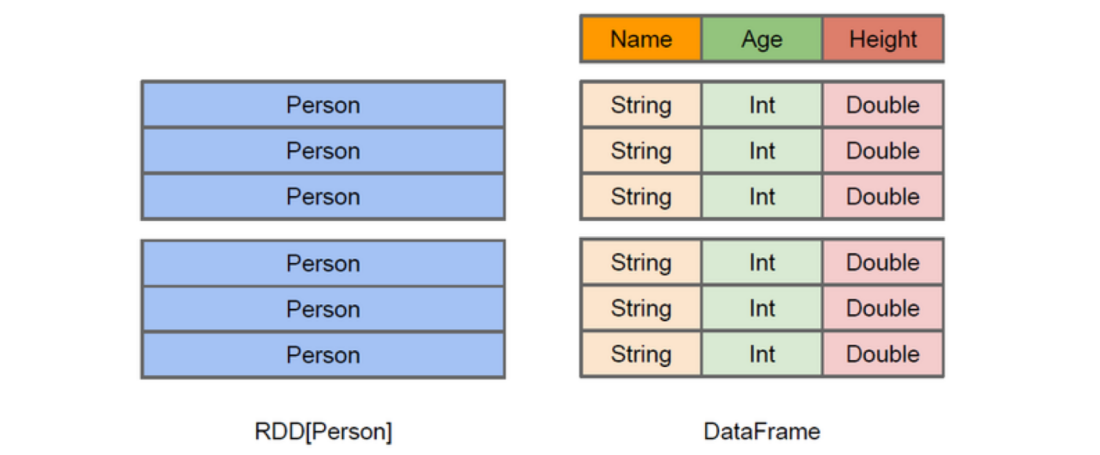 Name Age Height
Person String Int Double
Person String Int Double
Person String Int Double
Person String Int Double
Person String Int Double
Person String Int Double
RDD[Person] DataFrame